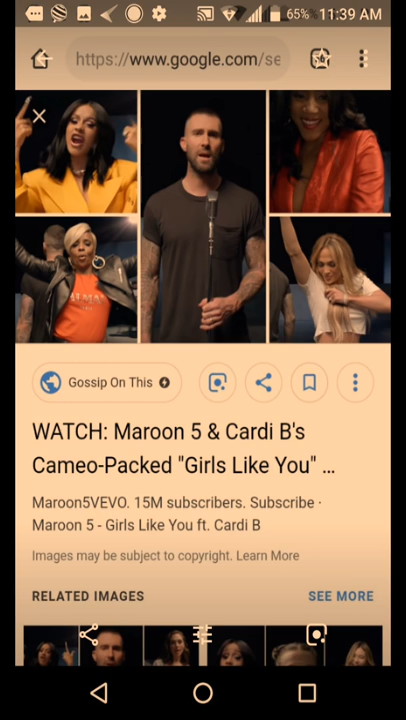 65% 11:39 AM
https://www.google.com/se
Gossip On This
WATCH: Maroon 5 & Cardi B's
Cameo-Packed "Girls Like You" ...
Maroon5VEVO. 15M subscribers. Subscribe ·
Maroon 5 - Girls Like You ft. Cardi B
Images may be subject to copyright. Learn More
RELATED IMAGES
SEE MORE